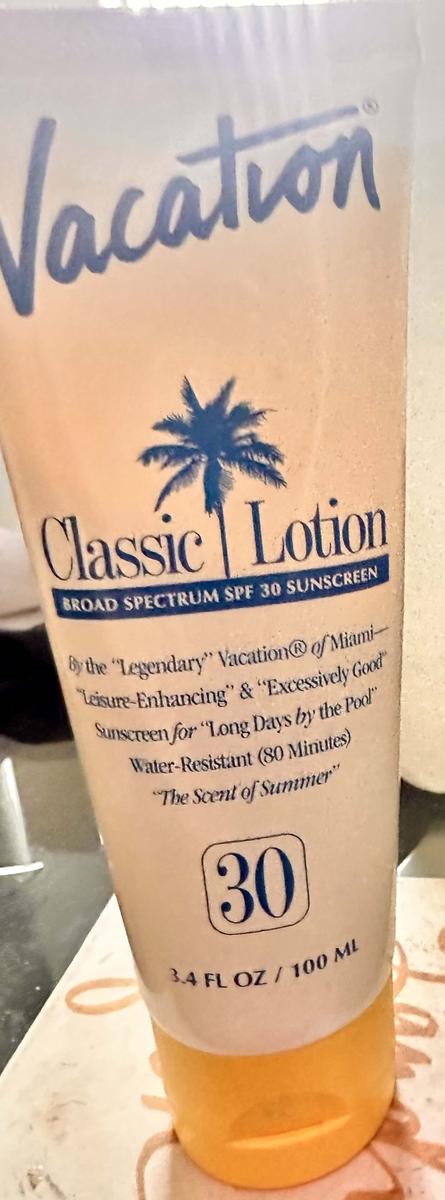 Vacation®
Classic Lotion
BROAD SPECTRUM SPF 30 SUNSCREEN
By the "Legendary" Vacation® of Miami—
"Leisure-Enhancing" & "Excessively Good"
Sunscreen for "Long Days by the Pool"
Water-Resistant (80 Minutes)
"The Scent of Summer"
30
3.4 FL OZ / 100 ML